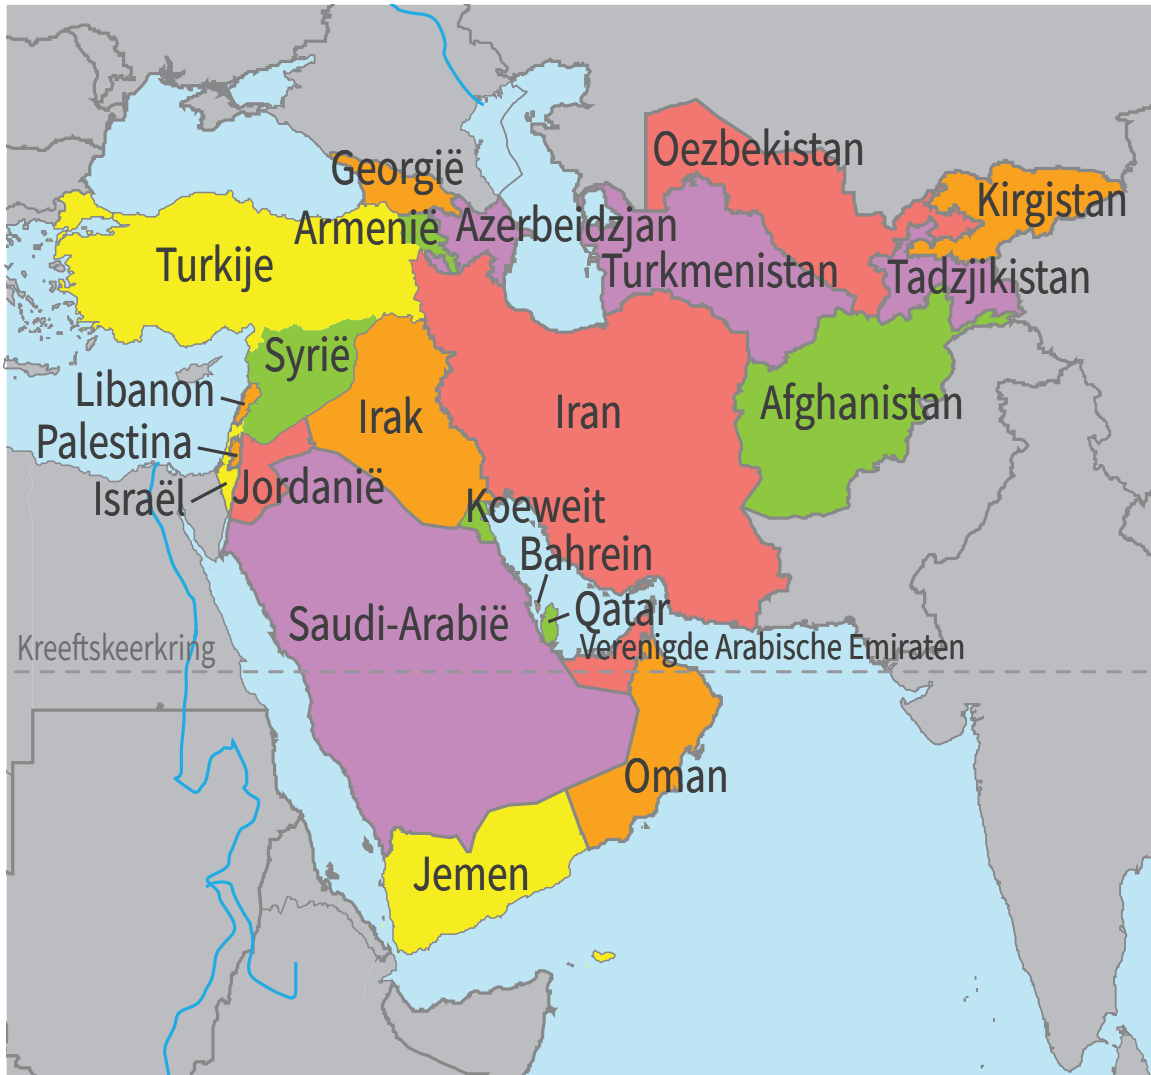 Oezbekistan
Georgië
Kirgistan
Armenië
Azerbeidzjan
Turkije
Turkmenistan
Tadzjikistan
Syrië
Libanon
Irak
Iran
Afghanistan
Palestina
Israël
Jordanië
Koeweit
Bahrein
Qatar
Saudi-Arabië
Kreeftskeerkring
Verenigde Arabische Emiraten
Oman
Jemen